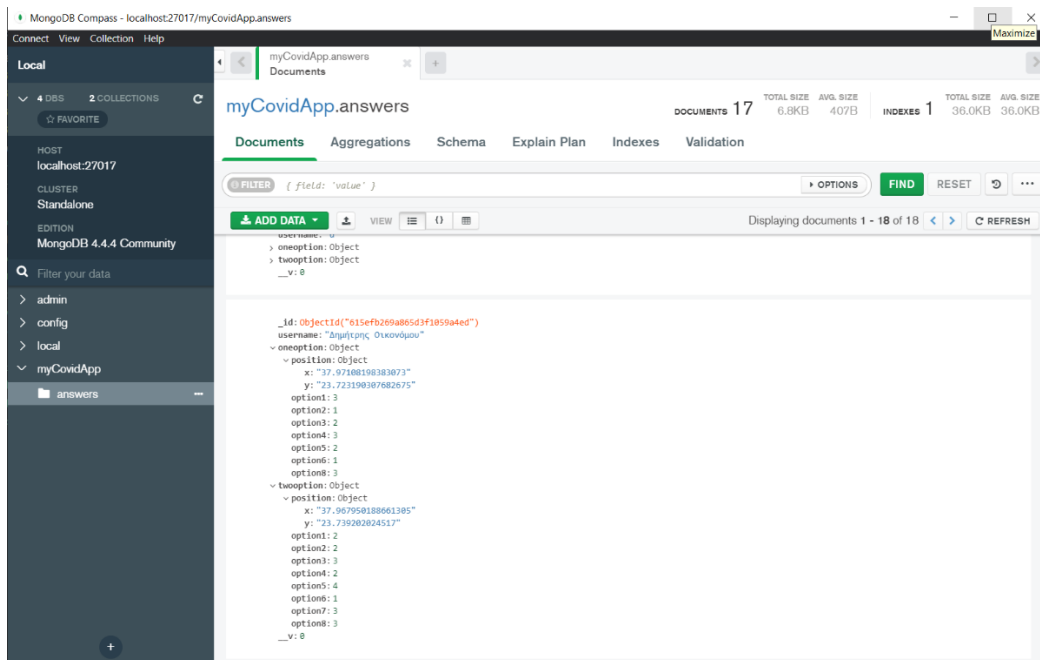 MongoDB Compass - localhost:27017/myCovidApp.answers
Maximize
Connect View Collection Help
Local
4 DBS 2 COLLECTIONS
FAVORITE
HOST
localhost:27017
CLUSTER
Standalone
EDITION
MongoDB 4.4.4 Community
Filter your data
admin
config
local
myCovidApp
answers
myCovidApp.answers
Documents
myCovidApp.answers
DOCUMENTS 17 TOTAL SIZE 6.8KB AVG. SIZE 407B INDEXES 1 TOTAL SIZE 36.0KB AVG. SIZE 36.0KB
Documents Aggregations Schema Explain Plan Indexes Validation
FILTER { field: 'value' } OPTIONS FIND RESET ...
ADD DATA VIEW {} Displaying documents 1 - 18 of 18 < > REFRESH
oneoption: Object
twooption: Object
__v: 0
_id: ObjectId("615efb269a865d3f1059a4ed")
username: "Δημήτρης Οικονόμου"
oneoption: Object
position: Object
x: "37.97108198383073"
y: "23.723190307682675"
option1: 3
option2: 1
option3: 2
option4: 3
option5: 2
option6: 1
option8: 3
twooption: Object
position: Object
x: "37.967950188661305"
y: "23.739202024517"
option1: 2
option2: 2
option3: 3
option4: 2
option5: 4
option6: 1
option7: 3
option8: 3
__v: 0